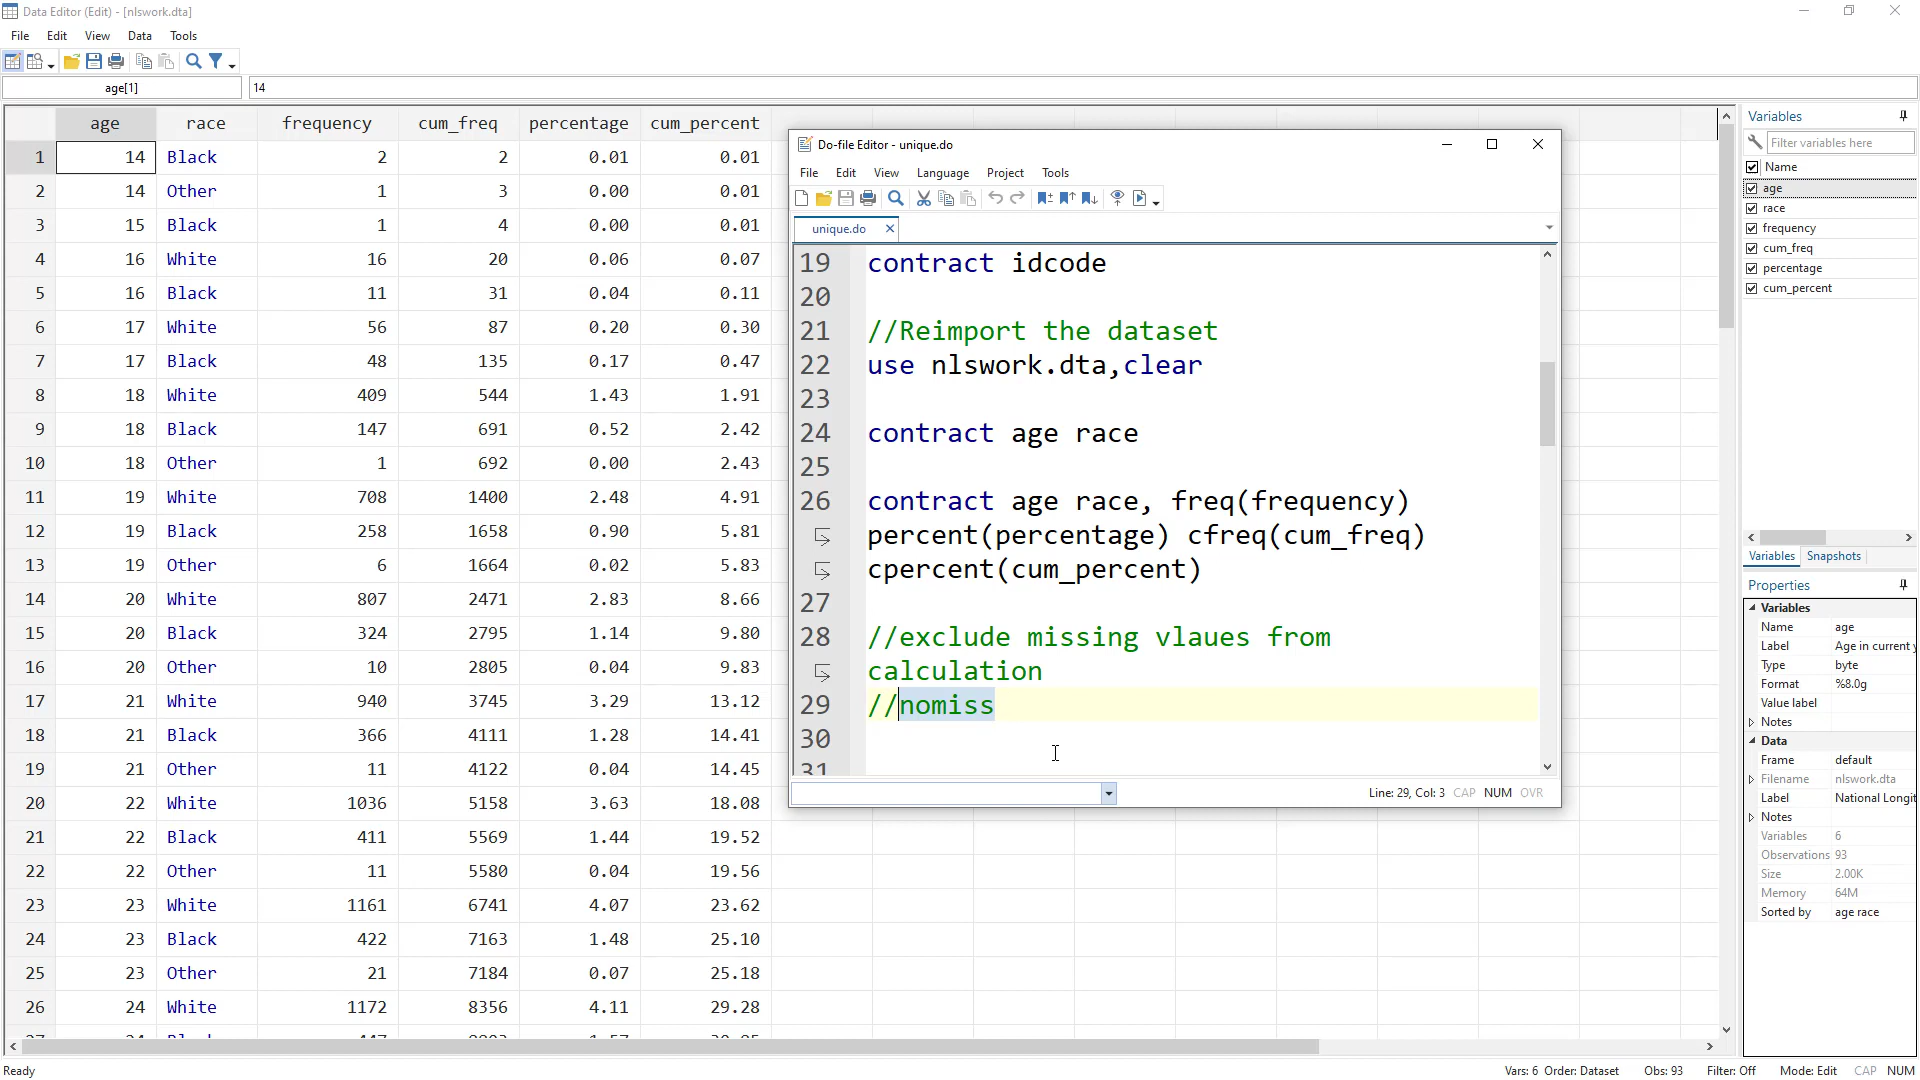 Data Editor (Edit) - [nlswork.dta]
File Edit View Data Tools
age[1] 14
age race frequency cum_freq percentage cum_percent
1 14 Black 2 2 0.01 0.01
2 14 Other 1 3 0.00 0.01
3 15 Black 1 4 0.00 0.01
4 16 White 16 20 0.06 0.07
5 16 Black 11 31 0.04 0.11
6 17 White 56 87 0.20 0.30
7 17 Black 48 135 0.17 0.47
8 18 White 409 544 1.43 1.91
9 18 Black 147 691 0.52 2.42
10 18 Other 1 692 0.00 2.43
11 19 White 708 1400 2.48 4.91
12 19 Black 258 1658 0.90 5.81
13 19 Other 6 1664 0.02 5.83
14 20 White 807 2471 2.83 8.66
15 20 Black 324 2795 1.14 9.80
16 20 Other 10 2805 0.04 9.83
17 21 White 940 3745 3.29 13.12
18 21 Black 366 4111 1.28 14.41
19 21 Other 11 4122 0.04 14.45
20 22 White 1036 5158 3.63 18.08
21 22 Black 411 5569 1.44 19.52
22 22 Other 11 5580 0.04 19.56
23 23 White 1161 6741 4.07 23.62
24 23 Black 422 7163 1.48 25.10
25 23 Other 21 7184 0.07 25.18
26 24 White 1172 8356 4.11 29.28
Do-file Editor - unique.do
File Edit View Language Project Tools
unique.do
19 contract idcode
20
21 //Reimport the dataset
22 use nlswork.dta,clear
23
24 contract age race
25
26 contract age race, freq(frequency)
percent(percentage) cfreq(cum_freq)
cpercent(cum_percent)
27
28 //exclude missing vlaues from
calculation
29 //nomiss
30
31
Line: 29, Col: 3 CAP NUM OVR
Variables
Filter variables here
Name
age
race
frequency
cum_freq
percentage
cum_percent
Variables Snapshots
Properties
Variables
Name age
Label Age in current y
Type byte
Format %8.0g
Value label
Notes
Data
Frame default
Filename nlswork.dta
Label National Longit
Notes
Variables 6
Observations 93
Size 2.00K
Memory 64M
Sorted by age race
Ready
Vars: 6 Order: Dataset Obs: 93 Filter: Off Mode: Edit CAP NUM